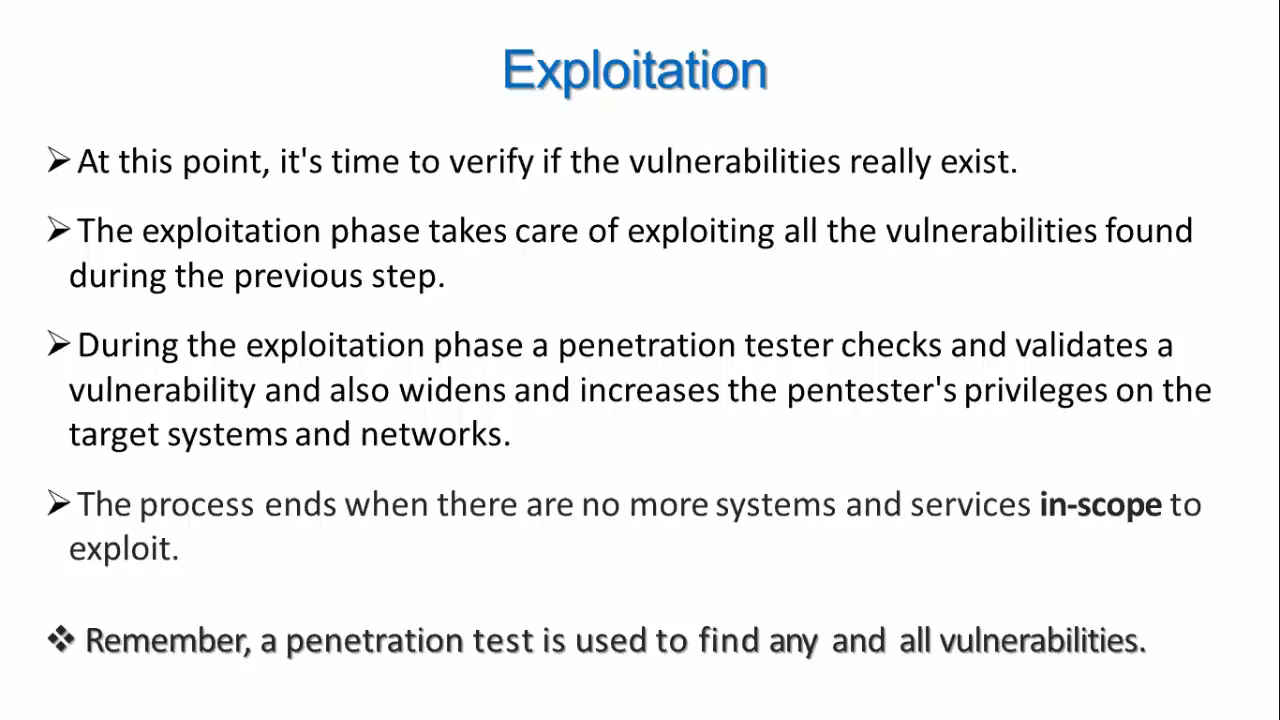 Exploitation
➢ At this point, it's time to verify if the vulnerabilities really exist.
➢ The exploitation phase takes care of exploiting all the vulnerabilities found
during the previous step.
➢ During the exploitation phase a penetration tester checks and validates a
vulnerability and also widens and increases the pentester's privileges on the
target systems and networks.
➢ The process ends when there are no more systems and services in-scope to
exploit.
❖ Remember, a penetration test is used to find any and all vulnerabilities.